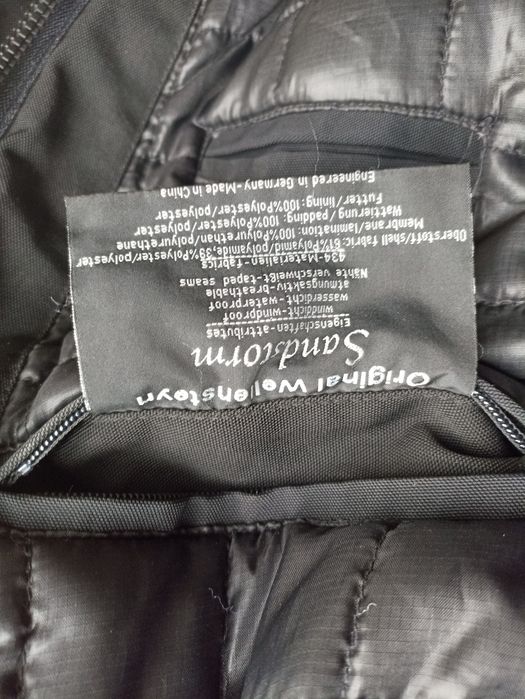 Original Wellensteyn
Sandstorm
Eigenschaften-attributes
winddicht-windproof
wasserdicht-waterproof
atmungsaktiv-breathable
Nähte verschweißt-taped seams
434-Materialien-fabrics
Oberstoff/shell fabric: 61%Polyamid/polyamide,39%Polyester/polyester
Membrane/lamination: 100%Polyurethan/polyurethane
Wattierung /padding: 100%Polyester/polyester
Futter/lining: 100%Polyester/polyester
Engineered in Germany-Made in China